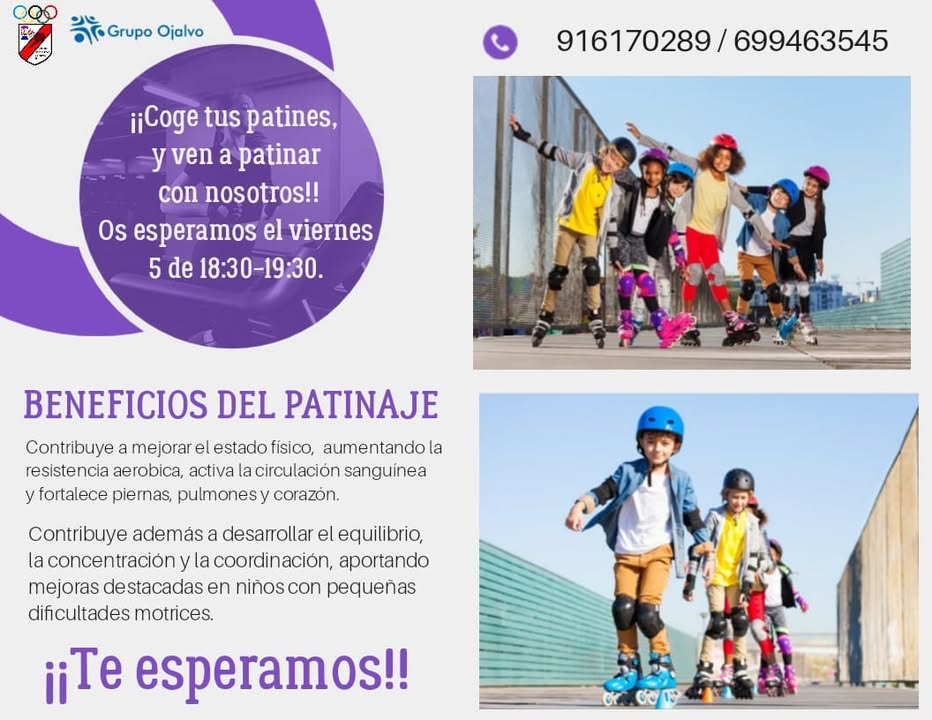 Grupo Ojalvo
916170289 / 699463545
¡¡Coge tus patines,
y ven a patinar
con nosotros!!
Os esperamos el viernes
5 de 18:30-19:30.
BENEFICIOS DEL PATINAJE
Contribuye a mejorar el estado físico, aumentando la
resistencia aerobica, activa la circulación sanguínea
y fortalece piernas, pulmones y corazón.
Contribuye además a desarrollar el equilibrio,
la concentración y la coordinación, aportando
mejoras destacadas en niños con pequeñas
dificultades motrices.
¡¡Te esperamos!!